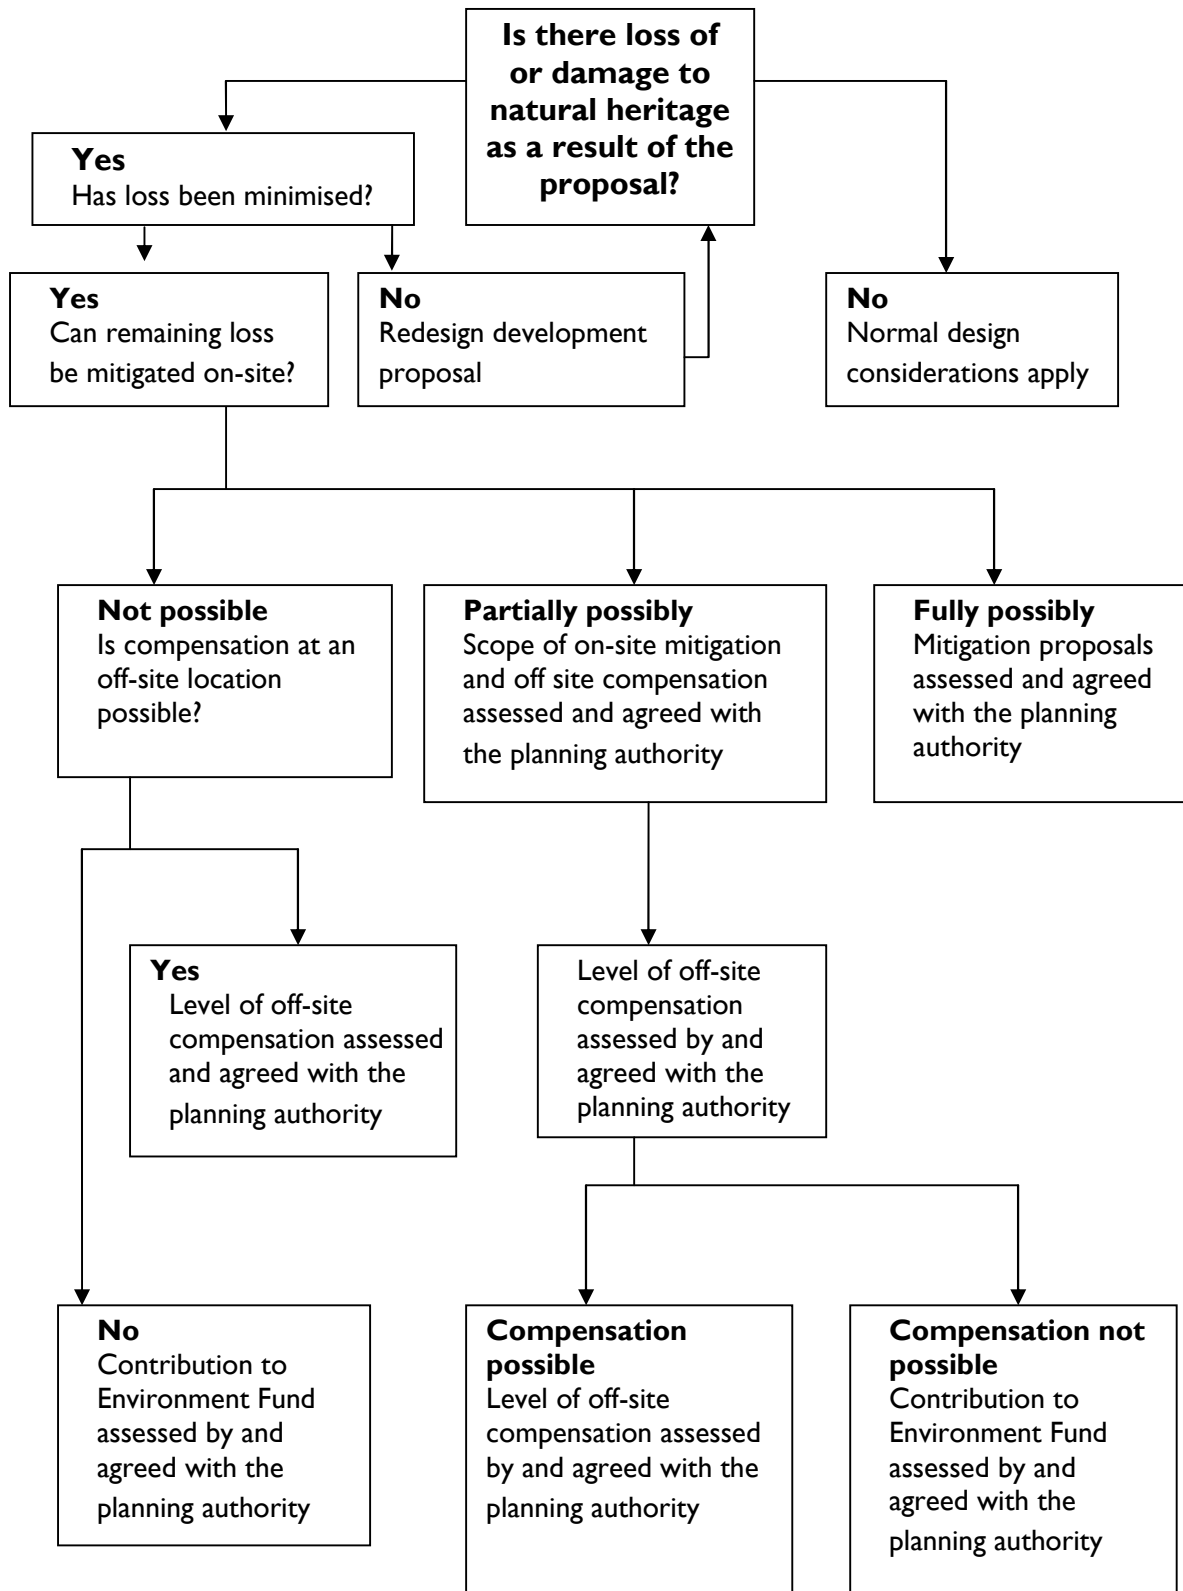 Is there loss of
or damage to
natural heritage
as a result of the
proposal?
Yes
Has loss been minimised?
Yes
Can remaining loss
be mitigated on-site?
No
Redesign development
proposal
No
Normal design
considerations apply
Not possible
Is compensation at an
off-site location
possible?
Partially possibly
Scope of on-site mitigation
and off site compensation
assessed and agreed with
the planning authority
Fully possibly
Mitigation proposals
assessed and agreed
with the planning
authority
Yes
Level of off-site
compensation assessed
and agreed with the
planning authority
Level of off-site
compensation
assessed by and
agreed with the
planning authority
No
Contribution to
Environment Fund
assessed by and
agreed with the
planning authority
Compensation
possible
Level of off-site
compensation assessed
by and agreed with the
planning authority
Compensation not
possible
Contribution to
Environment Fund
assessed by and
agreed with the
planning authority